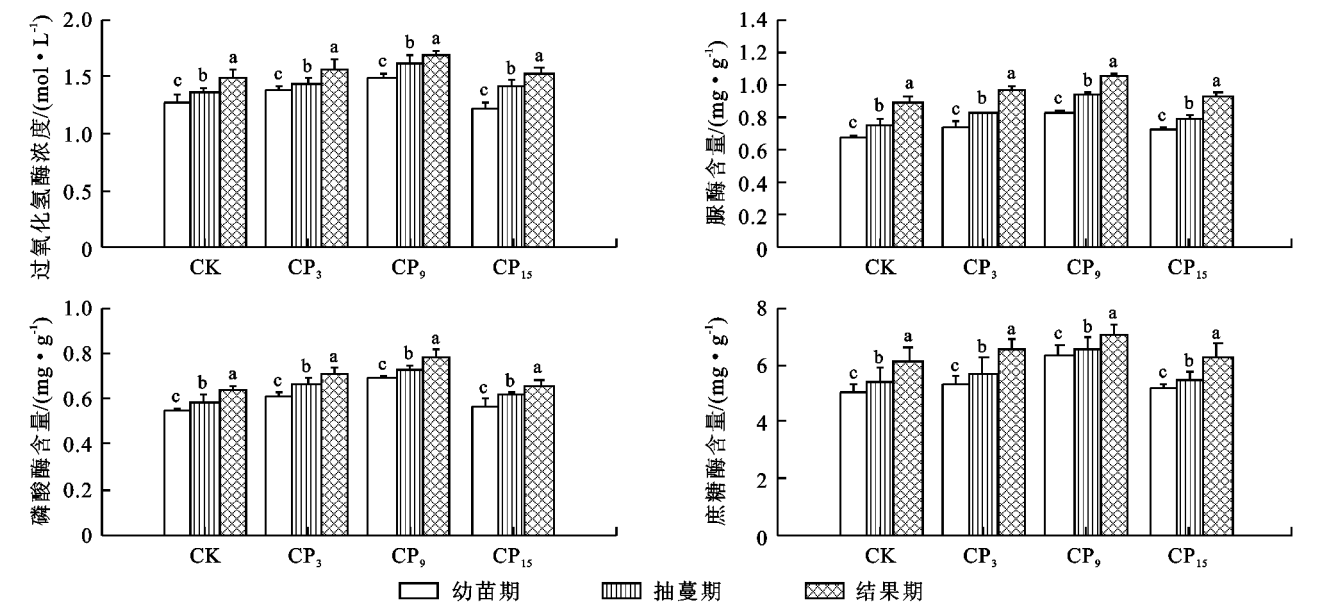 过氧化氢酶浓度/(mol·L⁻¹)
2.0
1.5
1.0
0.5
0
c b a
c b a
c b a
c b a
CK CP₃ CP₉ CP₁₅
脲酶含量/(mg·g⁻¹)
1.4
1.2
1.0
0.8
0.6
0.4
0.2
0
c b a
c b a
c b a
c b a
CK CP₃ CP₉ CP₁₅
磷酸酶含量/(mg·g⁻¹)
1.0
0.8
0.6
0.4
0.2
0
c b a
c b a
c b a
c b a
CK CP₃ CP₉ CP₁₅
蔗糖酶含量/(mg·g⁻¹)
8
6
4
2
0
c b a
c b a
c b a
c b a
CK CP₃ CP₉ CP₁₅
幼苗期 抽蔓期 结果期